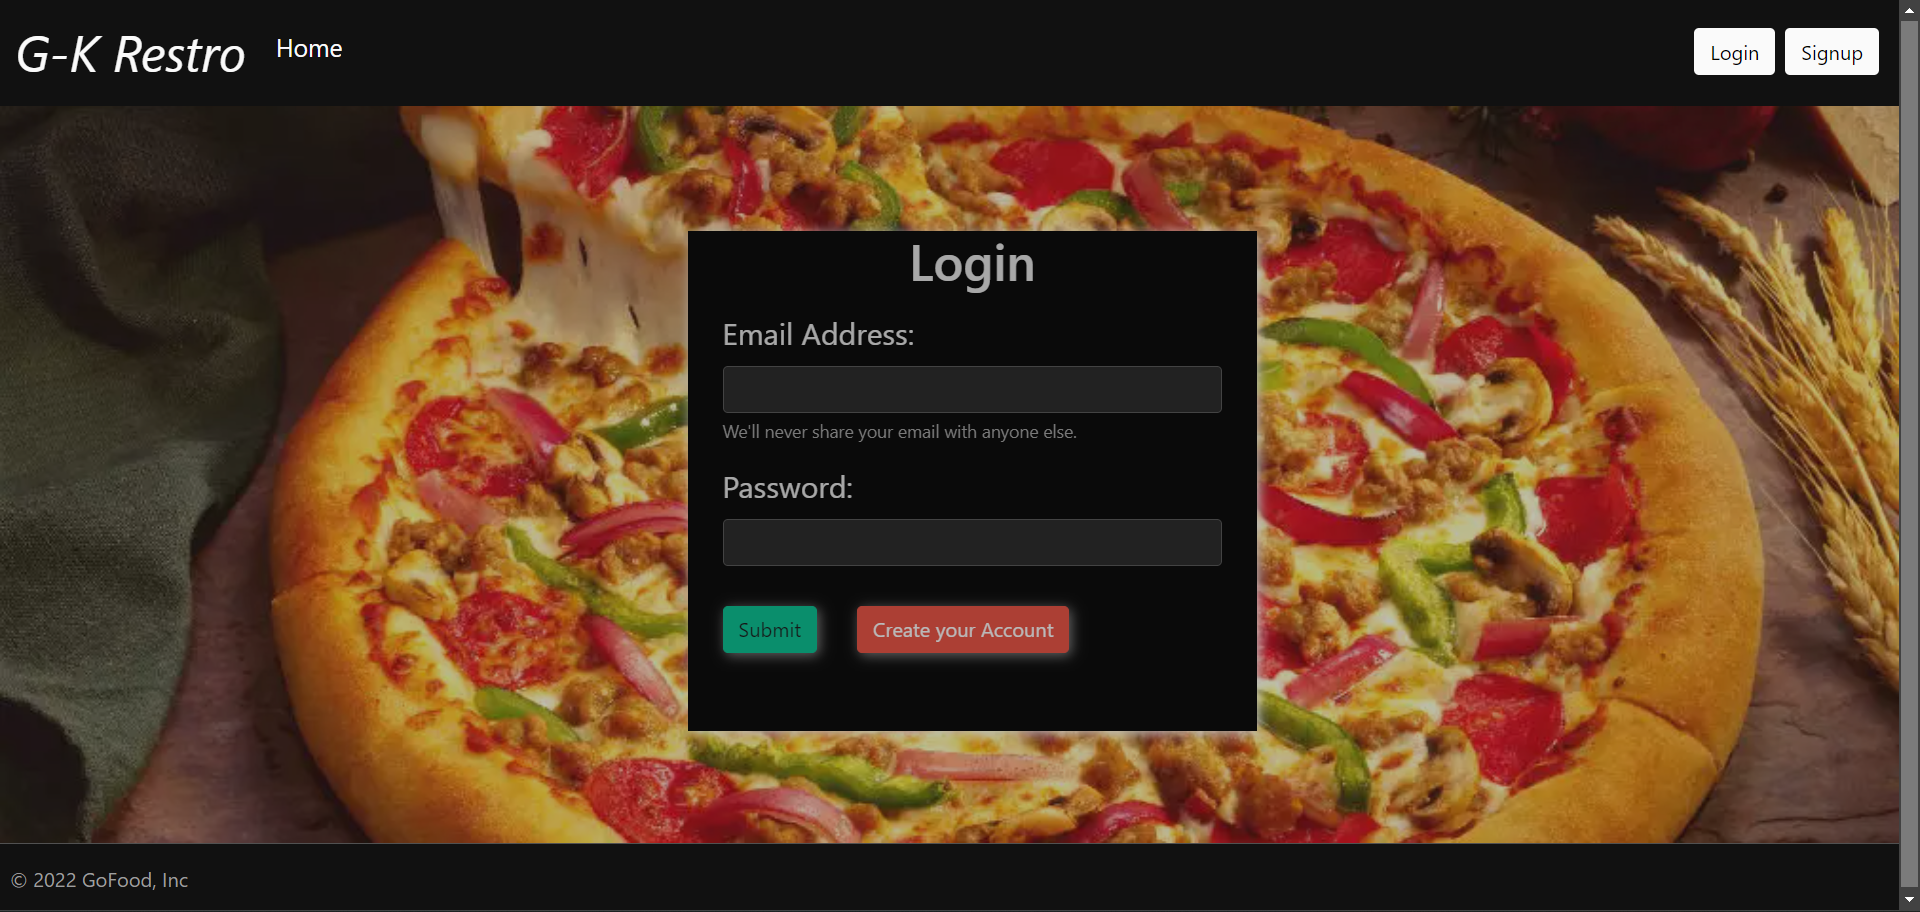 G-K Restro Home Login Signup
Login
Email Address:
We'll never share your email with anyone else.
Password:
Submit Create your Account
© 2022 GoFood, Inc